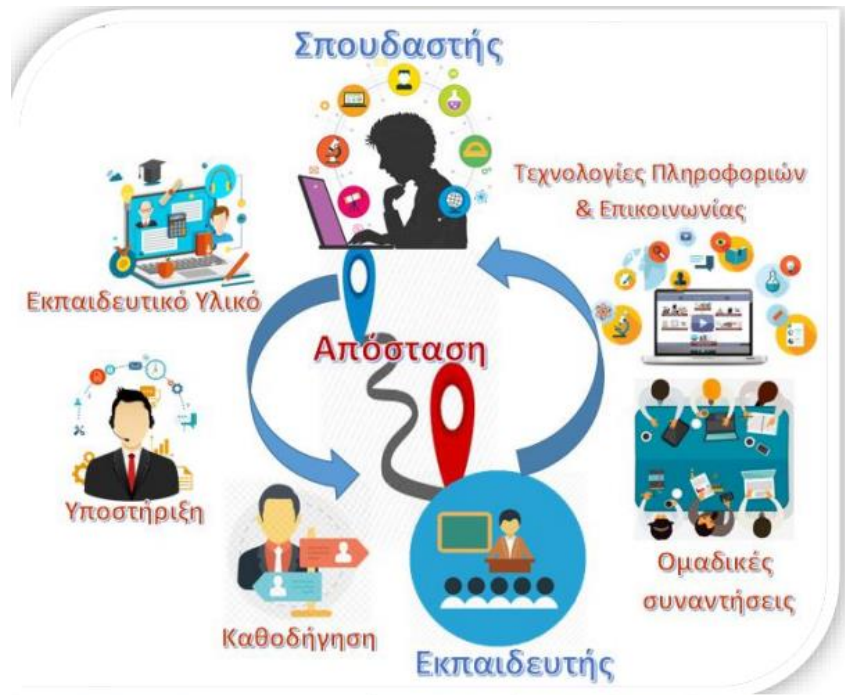 Σπουδαστής
Τεχνολογίες Πληροφοριών
& Επικοινωνίας
Εκπαιδευτικό Υλικό
Απόσταση
Υποστήριξη
Ομαδικές
συναντήσεις
Καθοδήγηση
Εκπαιδευτής